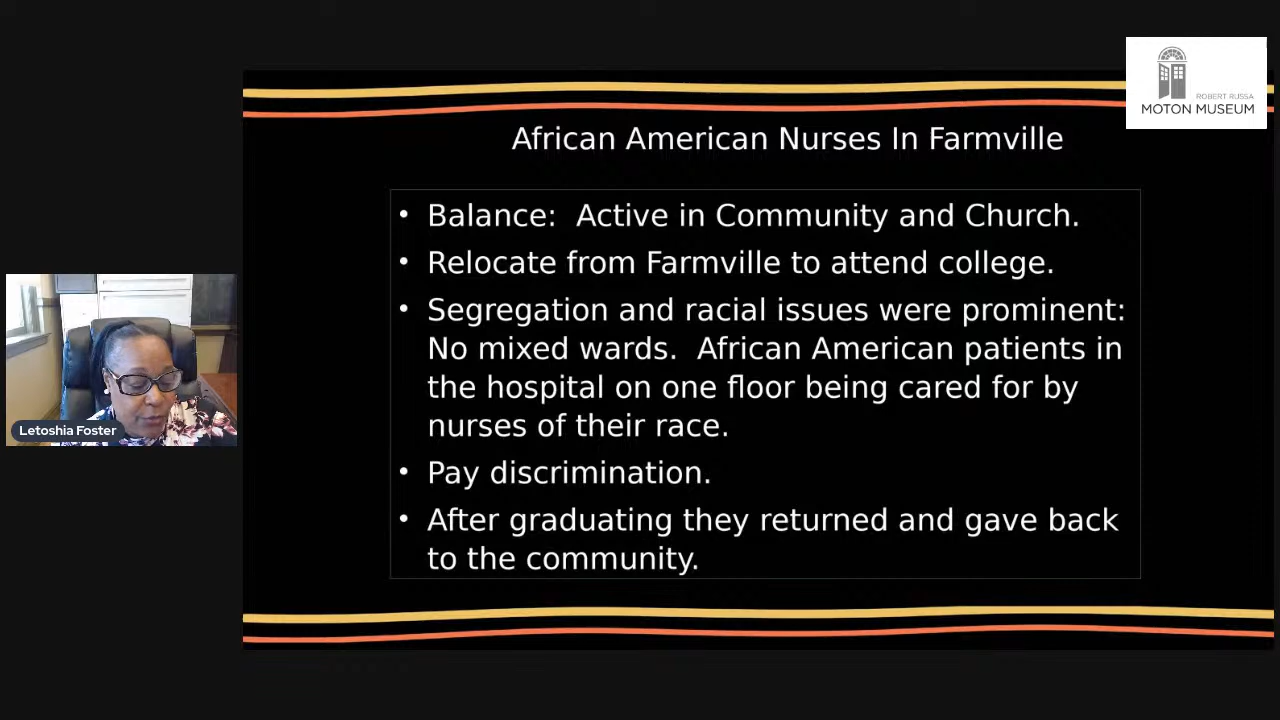 ROBERT RUSSA
MOTON MUSEUM
African American Nurses In Farmville
• Balance:  Active in Community and Church.
• Relocate from Farmville to attend college.
• Segregation and racial issues were prominent:
No mixed wards.  African American patients in
the hospital on one floor being cared for by
nurses of their race.
• Pay discrimination.
• After graduating they returned and gave back
to the community.
Letoshia Foster